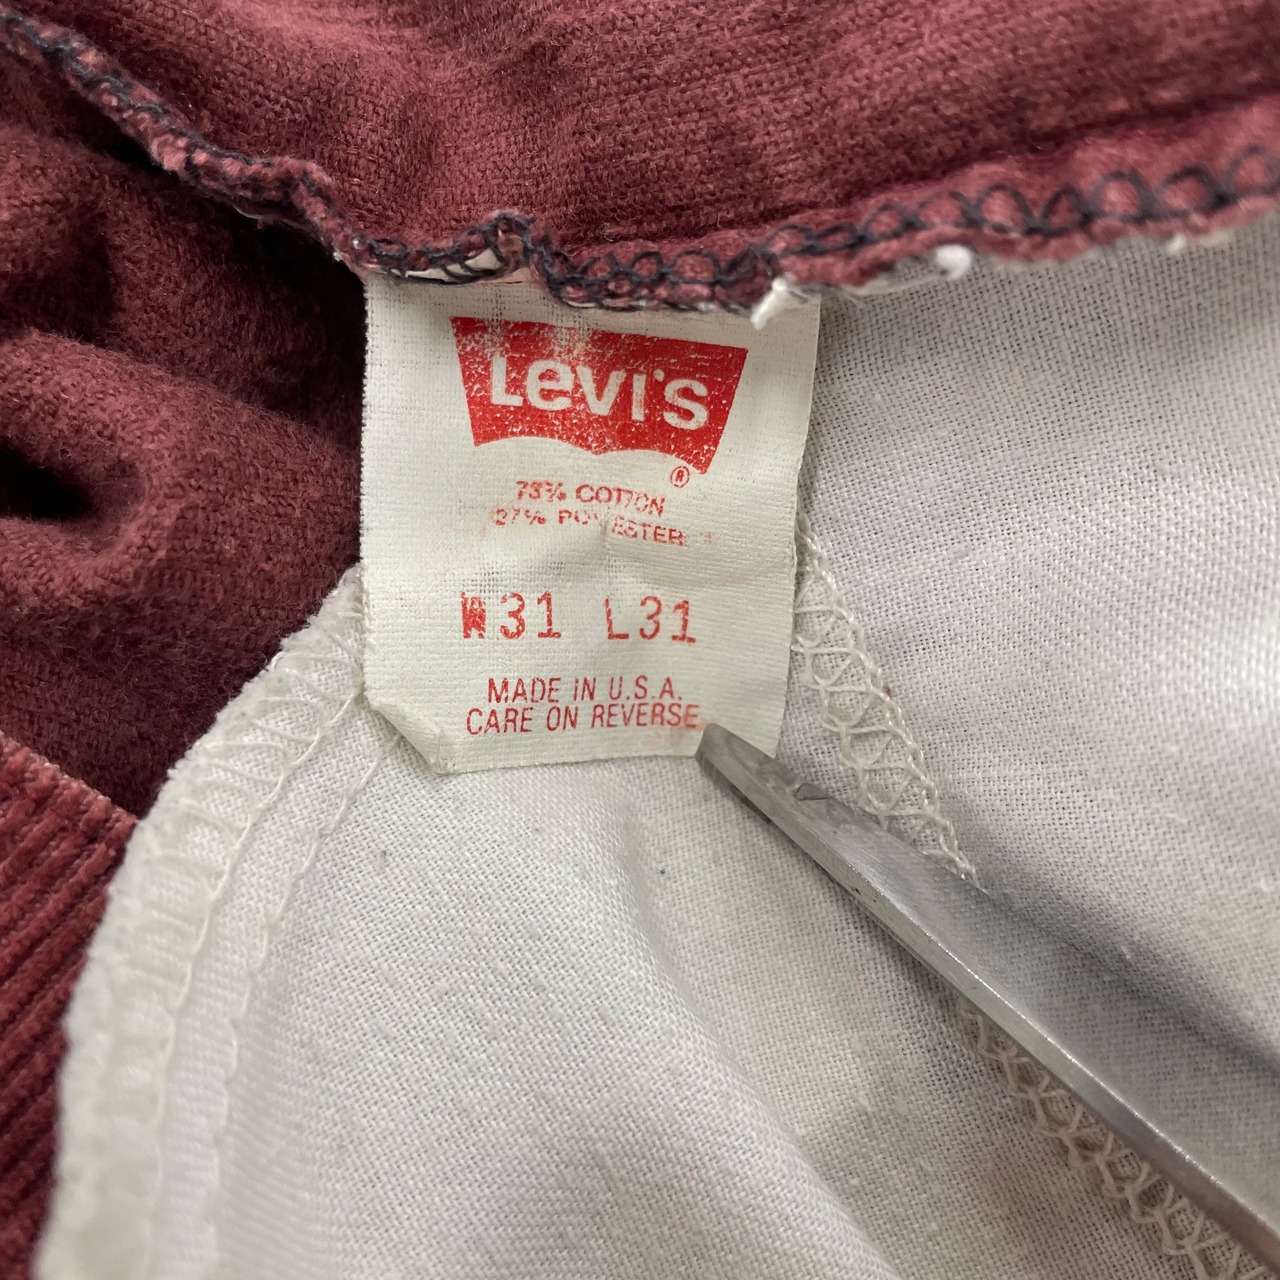 Levi's
®
73% COTTON
27% POLYESTER
W31 L31
MADE IN U.S.A.
CARE ON REVERSE